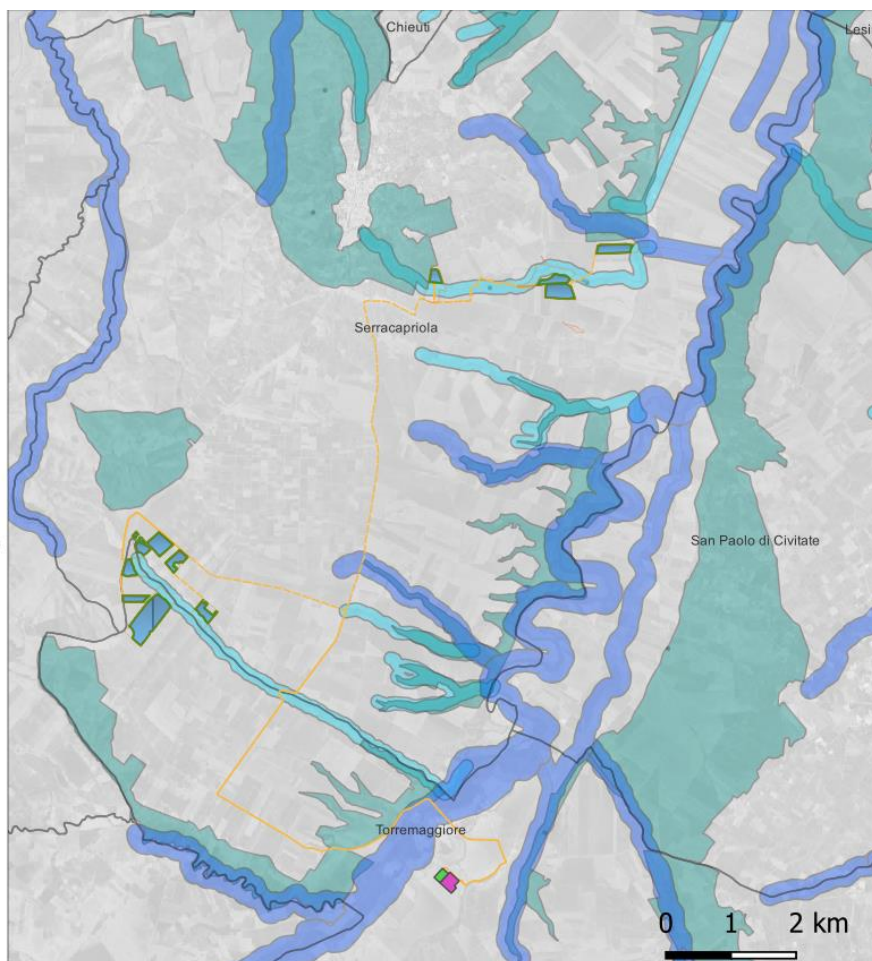 Chieuti
Lesi
Serracapriola
San Paolo di Civitate
Torremaggiore
0 1 2 km